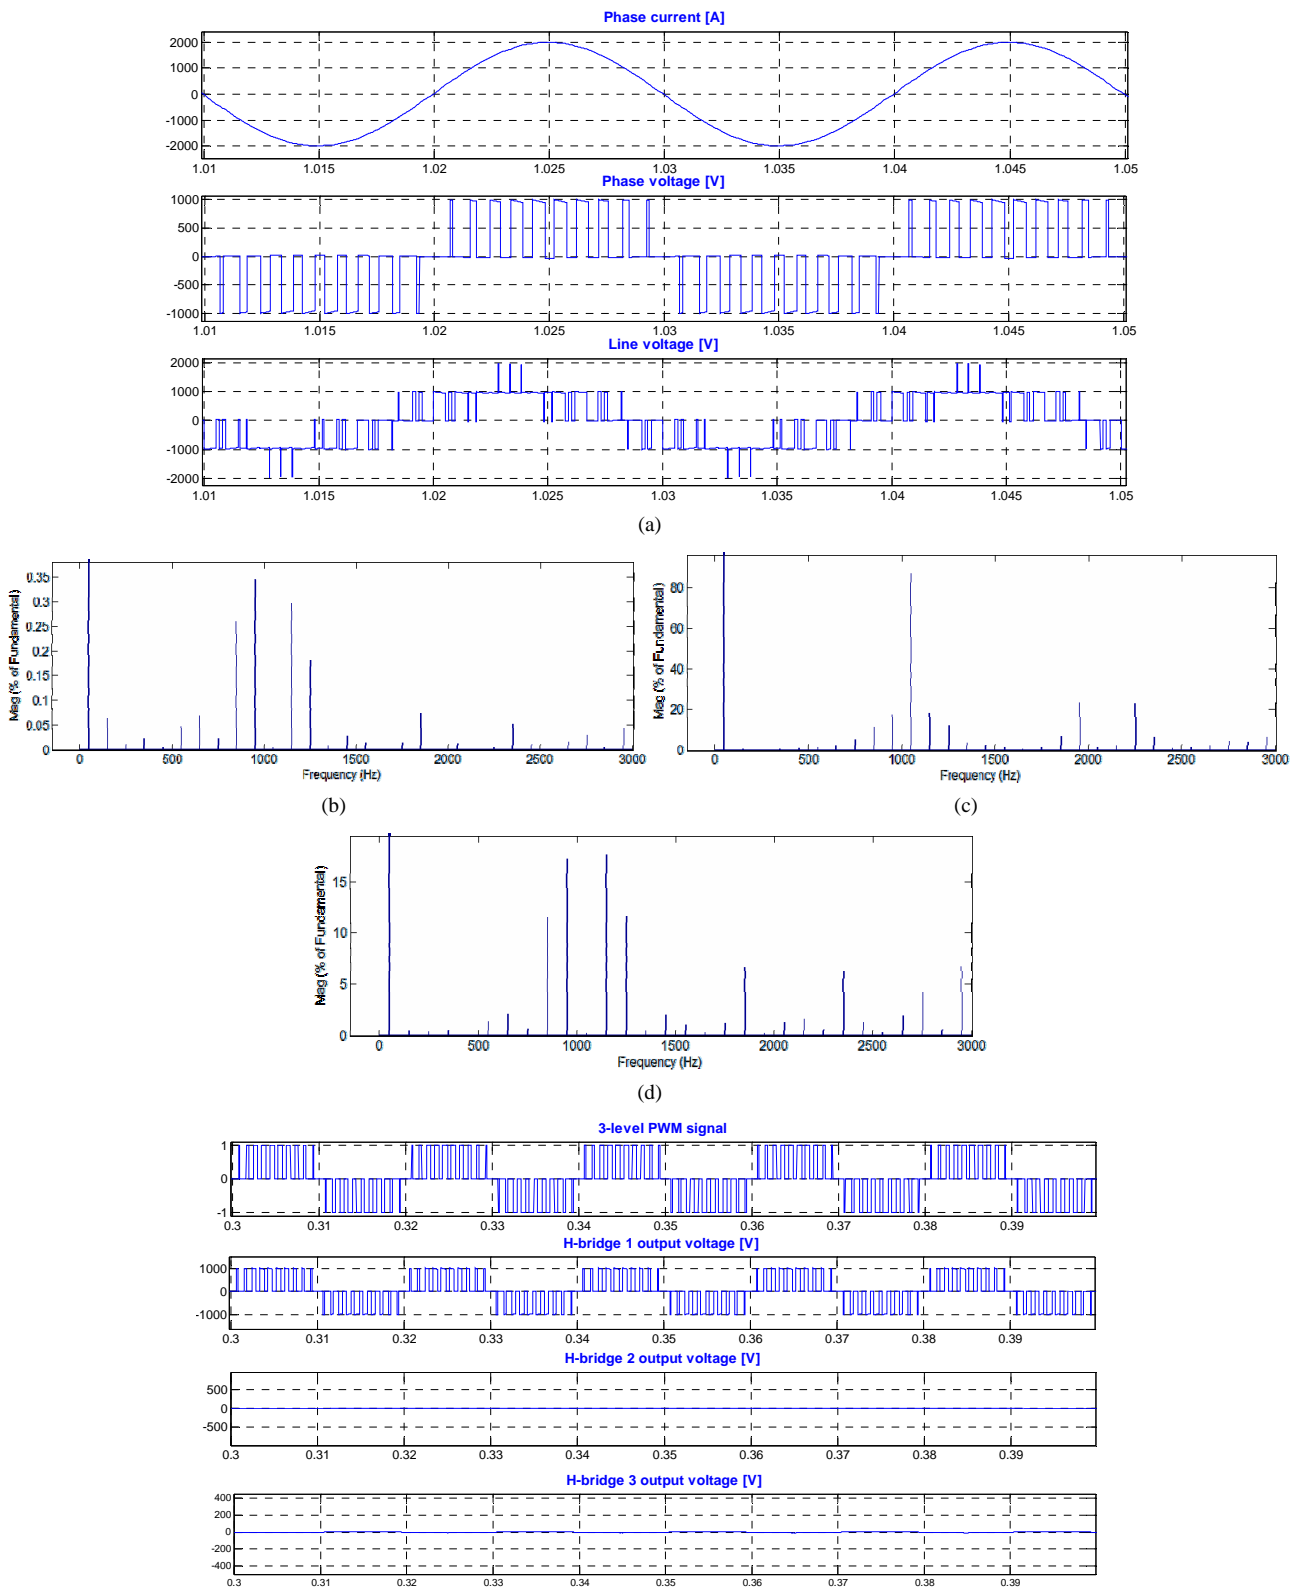 Phase current [A]
2000
1000
0
-1000
-2000
1.01 1.015 1.02 1.025 1.03 1.035 1.04 1.045 1.05
Phase voltage [V]
1000
500
0
-500
-1000
1.01 1.015 1.02 1.025 1.03 1.035 1.04 1.045 1.05
Line voltage [V]
2000
1000
0
-1000
-2000
1.01 1.015 1.02 1.025 1.03 1.035 1.04 1.045 1.05
(a)
Mag (% of Fundamental)
0.35
0.3
0.25
0.2
0.15
0.1
0.05
0
0 500 1000 1500 2000 2500 3000
Frequency (Hz)
(b)
Mag (% of Fundamental)
80
60
40
20
0
0 500 1000 1500 2000 2500 3000
Frequency (Hz)
(c)
Mag (% of Fundamental)
15
10
5
0
0 500 1000 1500 2000 2500 3000
Frequency (Hz)
(d)
3-level PWM signal
1
0
-1
0.3 0.31 0.32 0.33 0.34 0.35 0.36 0.37 0.38 0.39
H-bridge 1 output voltage [V]
1000
0
-1000
0.3 0.31 0.32 0.33 0.34 0.35 0.36 0.37 0.38 0.39
H-bridge 2 output voltage [V]
500
0
-500
0.3 0.31 0.32 0.33 0.34 0.35 0.36 0.37 0.38 0.39
H-bridge 3 output voltage [V]
400
200
0
-200
-400
0.3 0.31 0.32 0.33 0.34 0.35 0.36 0.37 0.38 0.39